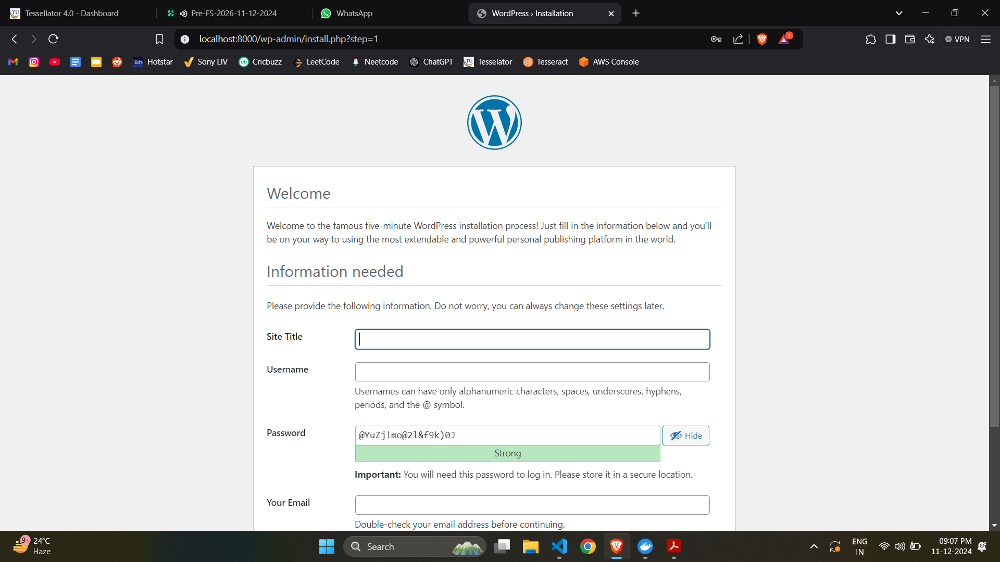 Tessellator 4.0 - Dashboard
Pre-FS-2026-11-12-2024
WhatsApp
WordPress › Installation
localhost:8000/wp-admin/install.php?step=1
1
VPN
Hotstar
Sony LIV
Cricbuzz
LeetCode
Neetcode
ChatGPT
Tesselator
Tesseract
AWS Console
Welcome
Welcome to the famous five-minute WordPress installation process! Just fill in the information below and you’ll
be on your way to using the most extendable and powerful personal publishing platform in the world.
Information needed
Please provide the following information. Do not worry, you can always change these settings later.
Site Title
Username
Usernames can have only alphanumeric characters, spaces, underscores, hyphens,
periods, and the @ symbol.
Password
@YuZj!mo@2l&f9k)0J
Hide
Strong
Important: You will need this password to log in. Please store it in a secure location.
Your Email
Double-check your email address before continuing.
9+
24°C
Haze
Search
ENG
IN
09:07 PM
11-12-2024